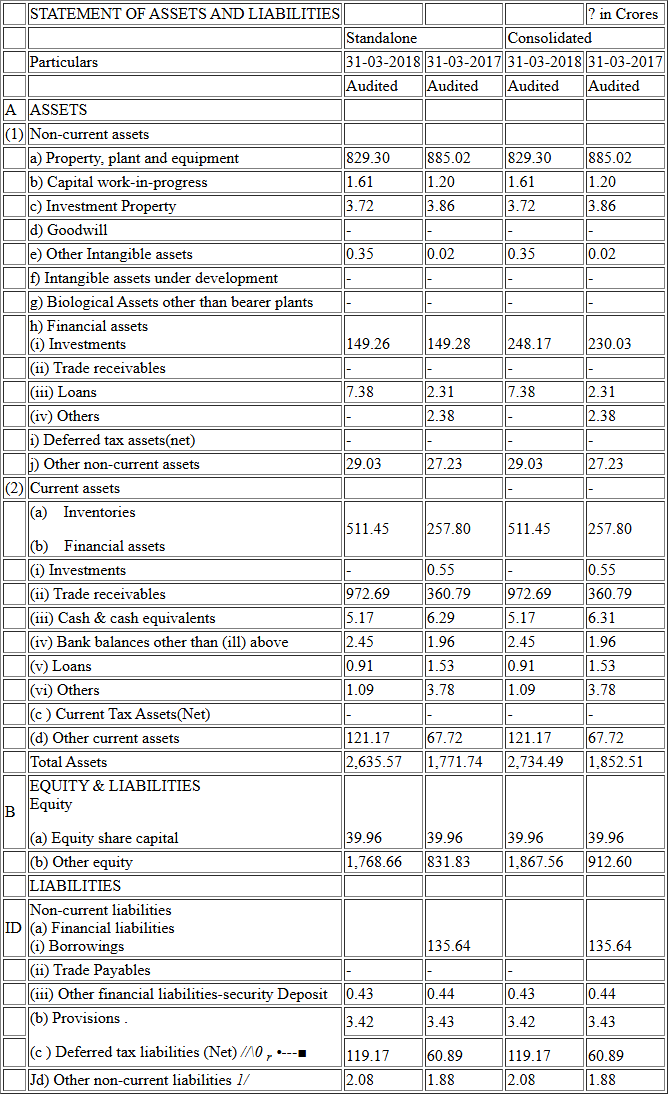 STATEMENT OF ASSETS AND LIABILITIES ? in Crores
Standalone Consolidated
Particulars 31-03-2018 31-03-2017 31-03-2018 31-03-2017
Audited Audited Audited Audited
A ASSETS
(1) Non-current assets
a) Property, plant and equipment 829.30 885.02 829.30 885.02
b) Capital work-in-progress 1.61 1.20 1.61 1.20
c) Investment Property 3.72 3.86 3.72 3.86
d) Goodwill - - - -
e) Other Intangible assets 0.35 0.02 0.35 0.02
f) Intangible assets under development - - - -
g) Biological Assets other than bearer plants - - - -
h) Financial assets
(i) Investments 149.26 149.28 248.17 230.03
(ii) Trade receivables - - - -
(iii) Loans 7.38 2.31 7.38 2.31
(iv) Others - 2.38 - 2.38
i) Deferred tax assets(net) - - - -
j) Other non-current assets 29.03 27.23 29.03 27.23
(2) Current assets - -
(a) Inventories 511.45 257.80 511.45 257.80
(b) Financial assets
(i) Investments - 0.55 - 0.55
(ii) Trade receivables 972.69 360.79 972.69 360.79
(iii) Cash & cash equivalents 5.17 6.29 5.17 6.31
(iv) Bank balances other than (ill) above 2.45 1.96 2.45 1.96
(v) Loans 0.91 1.53 0.91 1.53
(vi) Others 1.09 3.78 1.09 3.78
(c ) Current Tax Assets(Net) - - - -
(d) Other current assets 121.17 67.72 121.17 67.72
Total Assets 2,635.57 1,771.74 2,734.49 1,852.51
B EQUITY & LIABILITIES
Equity
(a) Equity share capital 39.96 39.96 39.96 39.96
(b) Other equity 1,768.66 831.83 1,867.56 912.60
LIABILITIES
ID Non-current liabilities
(a) Financial liabilities
(i) Borrowings 135.64 135.64
(ii) Trade Payables - - -
(iii) Other financial liabilities-security Deposit 0.43 0.44 0.43 0.44
(b) Provisions . 3.42 3.43 3.42 3.43
(c ) Deferred tax liabilities (Net) //\0 r •---■ 119.17 60.89 119.17 60.89
Jd) Other non-current liabilities 1/ 2.08 1.88 2.08 1.88